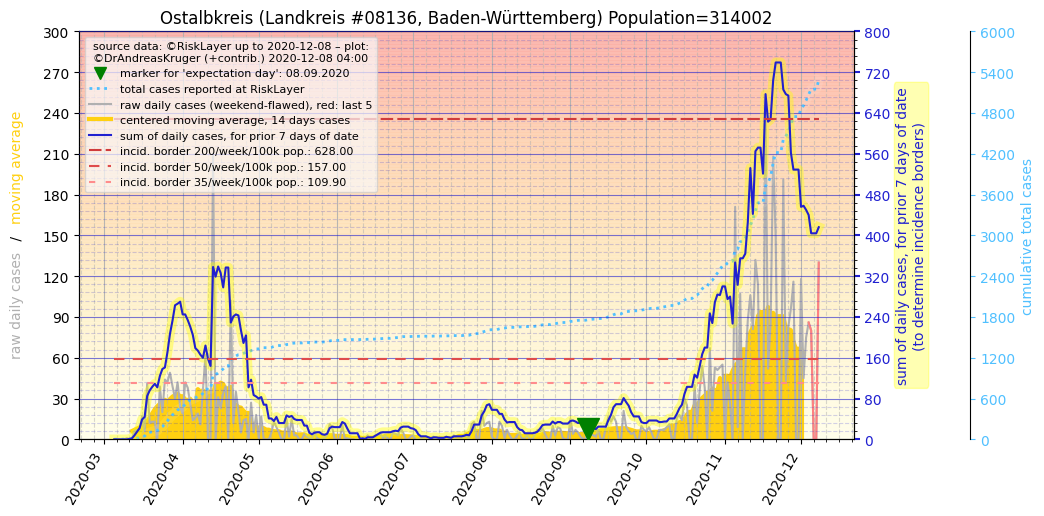 Ostalbkreis (Landkreis #08136, Baden-Württemberg) Population=314002
source data: ©RiskLayer up to 2020-12-08 – plot:
©DrAndreasKruger (+contrib.) 2020-12-08 04:00
marker for 'expectation day': 08.09.2020
total cases reported at RiskLayer
raw daily cases (weekend-flawed), red: last 5
centered moving average, 14 days cases
sum of daily cases, for prior 7 days of date
incid. border 200/week/100k pop.: 628.00
incid. border 50/week/100k pop.: 157.00
incid. border 35/week/100k pop.: 109.90
raw daily cases / moving average
300
270
240
210
180
150
120
90
60
30
0
2020-03
2020-04
2020-05
2020-06
2020-07
2020-08
2020-09
2020-10
2020-11
2020-12
800
720
640
560
480
400
320
240
160
80
0
sum of daily cases, for prior 7 days of date
(to determine incidence borders)
6000
5400
4800
4200
3600
3000
2400
1800
1200
600
0
cumulative total cases